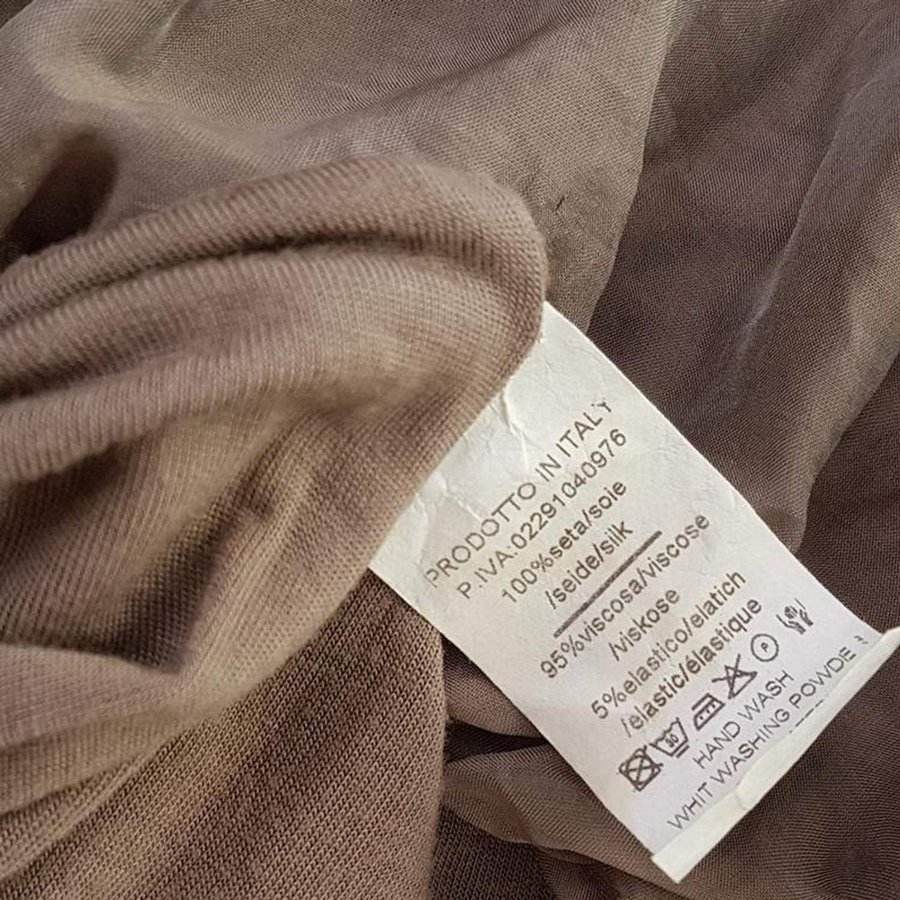 PRODOTTO IN ITALY
P.IVA.02291040976
100%seta/soie
/seide/silk
95%viscosa/viscose
/viskose
5%elastico/elatich
/elastic/élastique
30 P
HAND WASH
WHIT WASHING POWDE